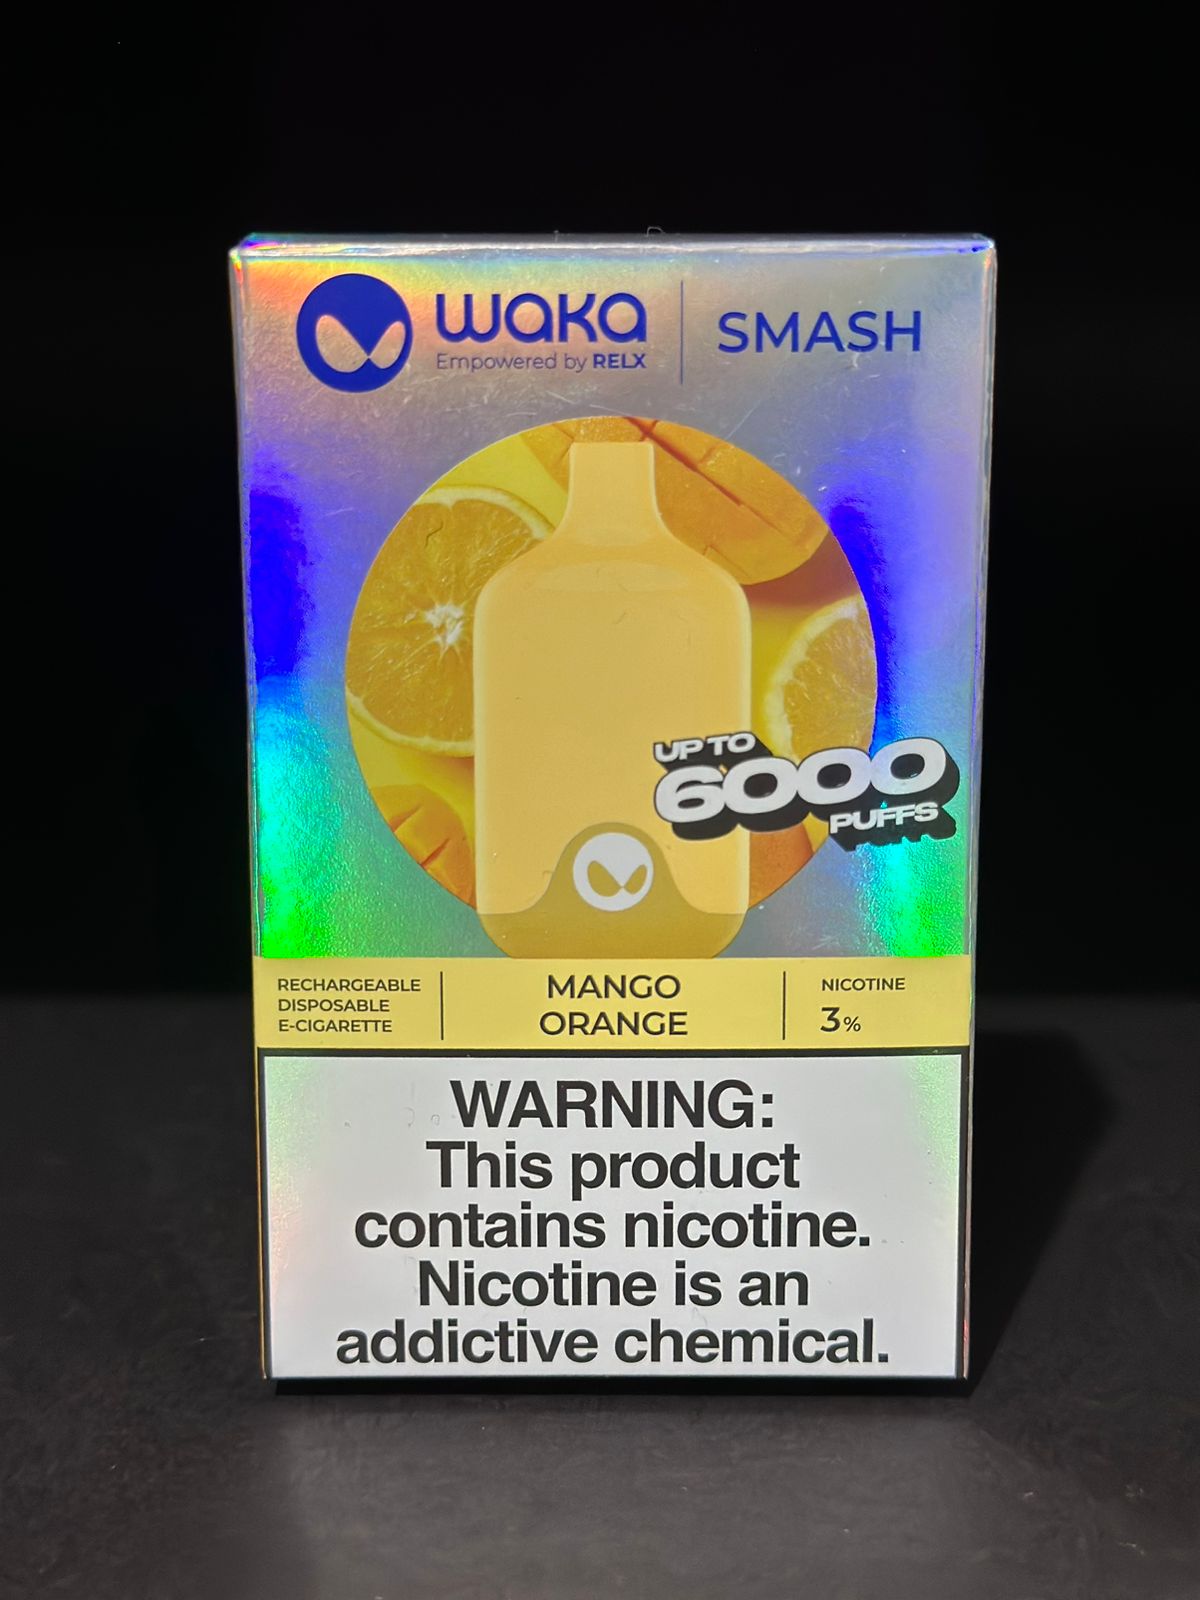 waka
Empowered by RELX
SMASH
UP TO
6000
PUFFS
RECHARGEABLE
DISPOSABLE
E-CIGARETTE
MANGO
ORANGE
NICOTINE
3%
WARNING:
This product
contains nicotine.
Nicotine is an
addictive chemical.